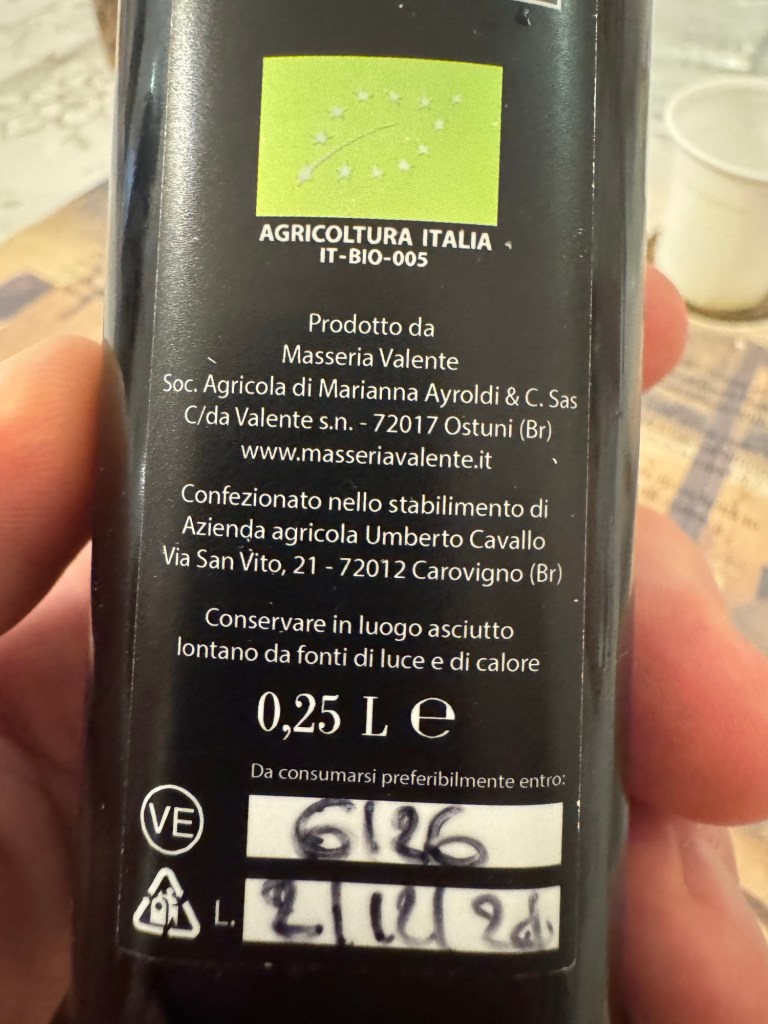 AGRICOLTURA ITALIA
IT-BIO-005
Prodotto da
Masseria Valente
Soc. Agricola di Marianna Ayroldi & C. Sas
C/da Valente s.n. - 72017 Ostuni (Br)
www.masseriavalente.it
Confezionato nello stabilimento di
Azienda agricola Umberto Cavallo
Via San Vito, 21 - 72012 Carovigno (Br)
Conservare in luogo asciutto
lontano da fonti di luce e di calore
0,25 L ℮
Da consumarsi preferibilmente entro:
VE 6/26
L.